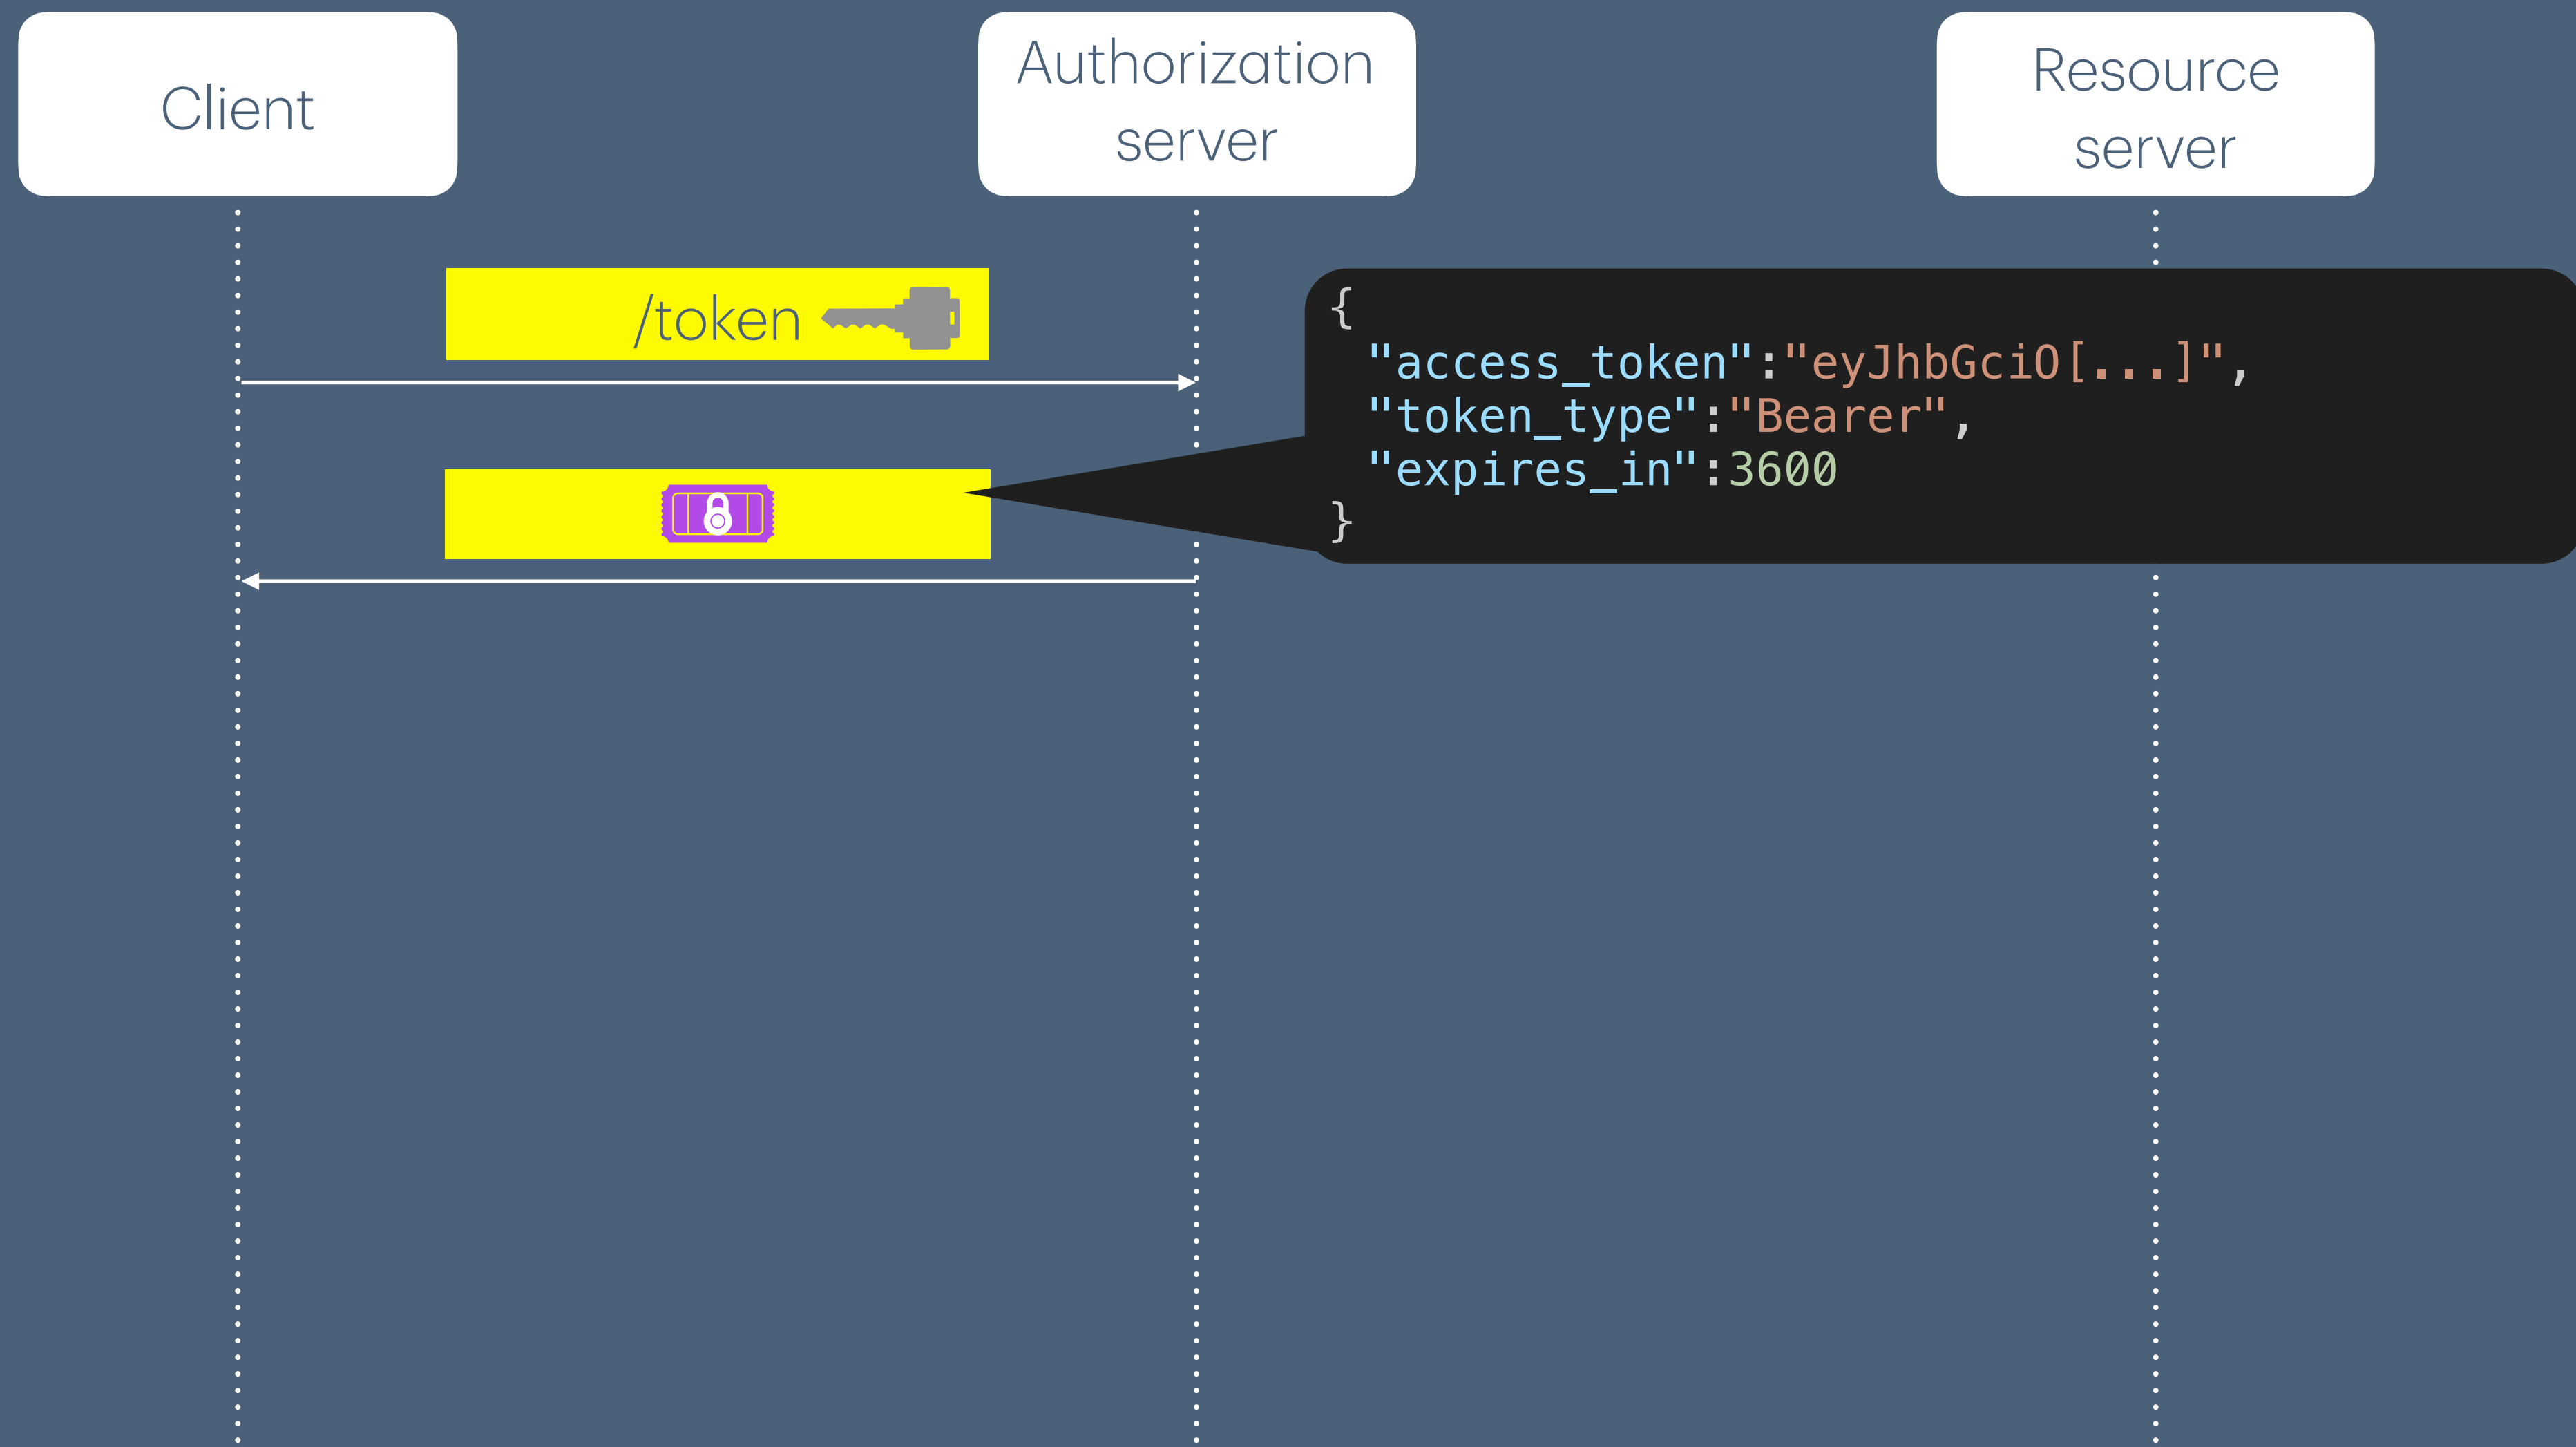 Client
Authorization
server
Resource
server
/token
{
"access_token":"eyJhbGciO[...]",
"token_type":"Bearer",
"expires_in":3600
}